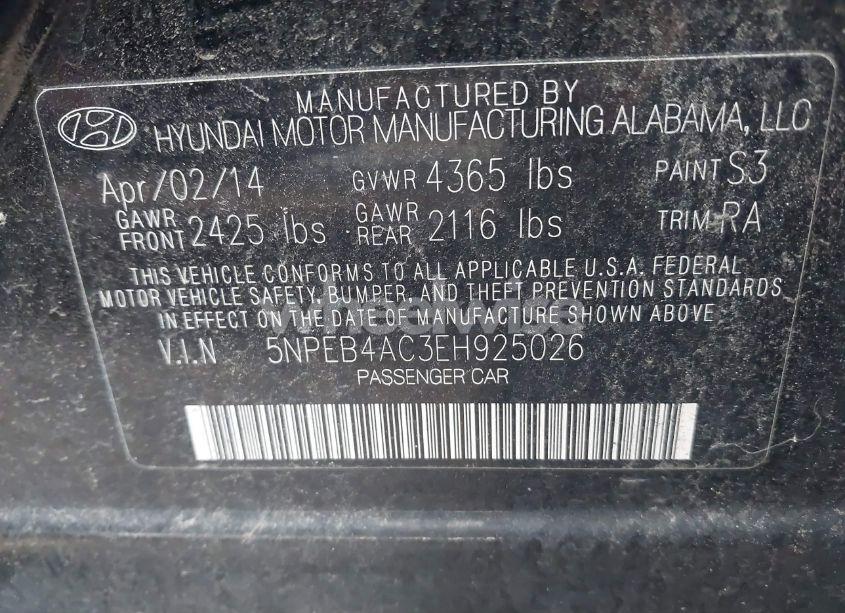 MANUFACTURED BY
HYUNDAI MOTOR MANUFACTURING ALABAMA, LLC
Apr/02/14 GVWR 4365 lbs PAINT S3
GAWR FRONT 2425 lbs GAWR REAR 2116 lbs TRIM RA
THIS VEHICLE CONFORMS TO ALL APPLICABLE U.S.A. FEDERAL
MOTOR VEHICLE SAFETY, BUMPER, AND THEFT PREVENTION STANDARDS
IN EFFECT ON THE DATE OF MANUFACTURE SHOWN ABOVE
V.I.N 5NPEB4AC3EH925026
PASSENGER CAR